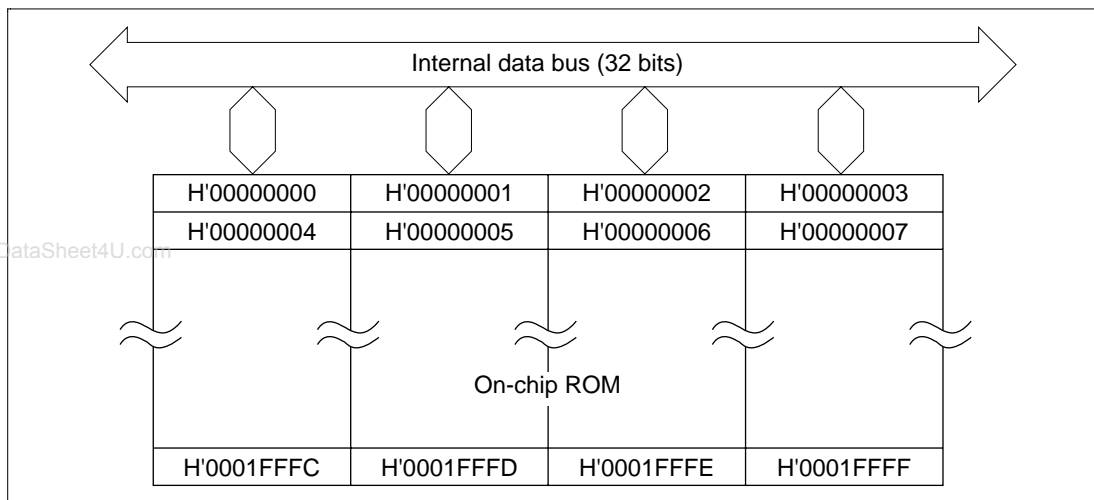 Internal data bus (32 bits)
H'00000000 H'00000001 H'00000002 H'00000003
H'00000004 H'00000005 H'00000006 H'00000007
DataSheet4U.com
On-chip ROM
H'0001FFFC H'0001FFFD H'0001FFFE H'0001FFFF